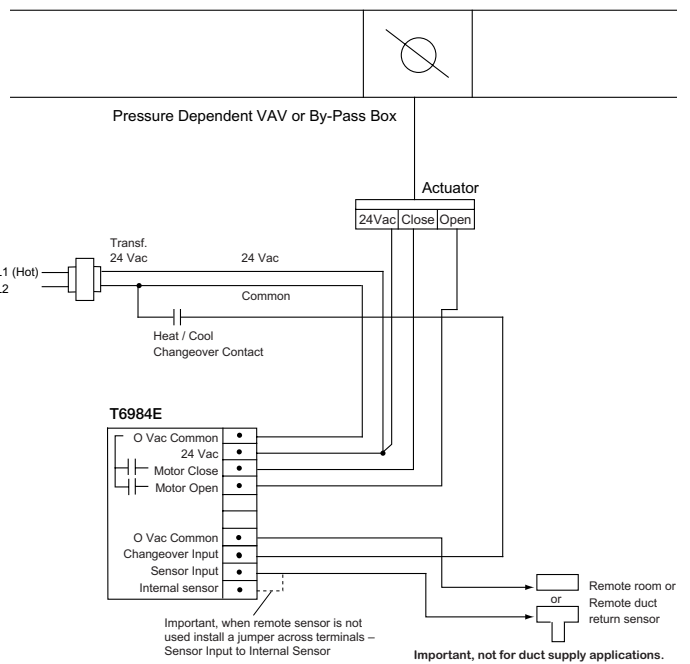 Pressure Dependent VAV or By-Pass Box
Actuator
24Vac Close Open
Transf.
24 Vac
24 Vac
L1 (Hot)
L2
Common
Heat / Cool
Changeover Contact
T6984E
O Vac Common
24 Vac
Motor Close
Motor Open
O Vac Common
Changeover Input
Sensor Input
Internal sensor
Remote room or
or
Remote duct
return sensor
Important, when remote sensor is not
used install a jumper across terminals –
Sensor Input to Internal Sensor
Important, not for duct supply applications.